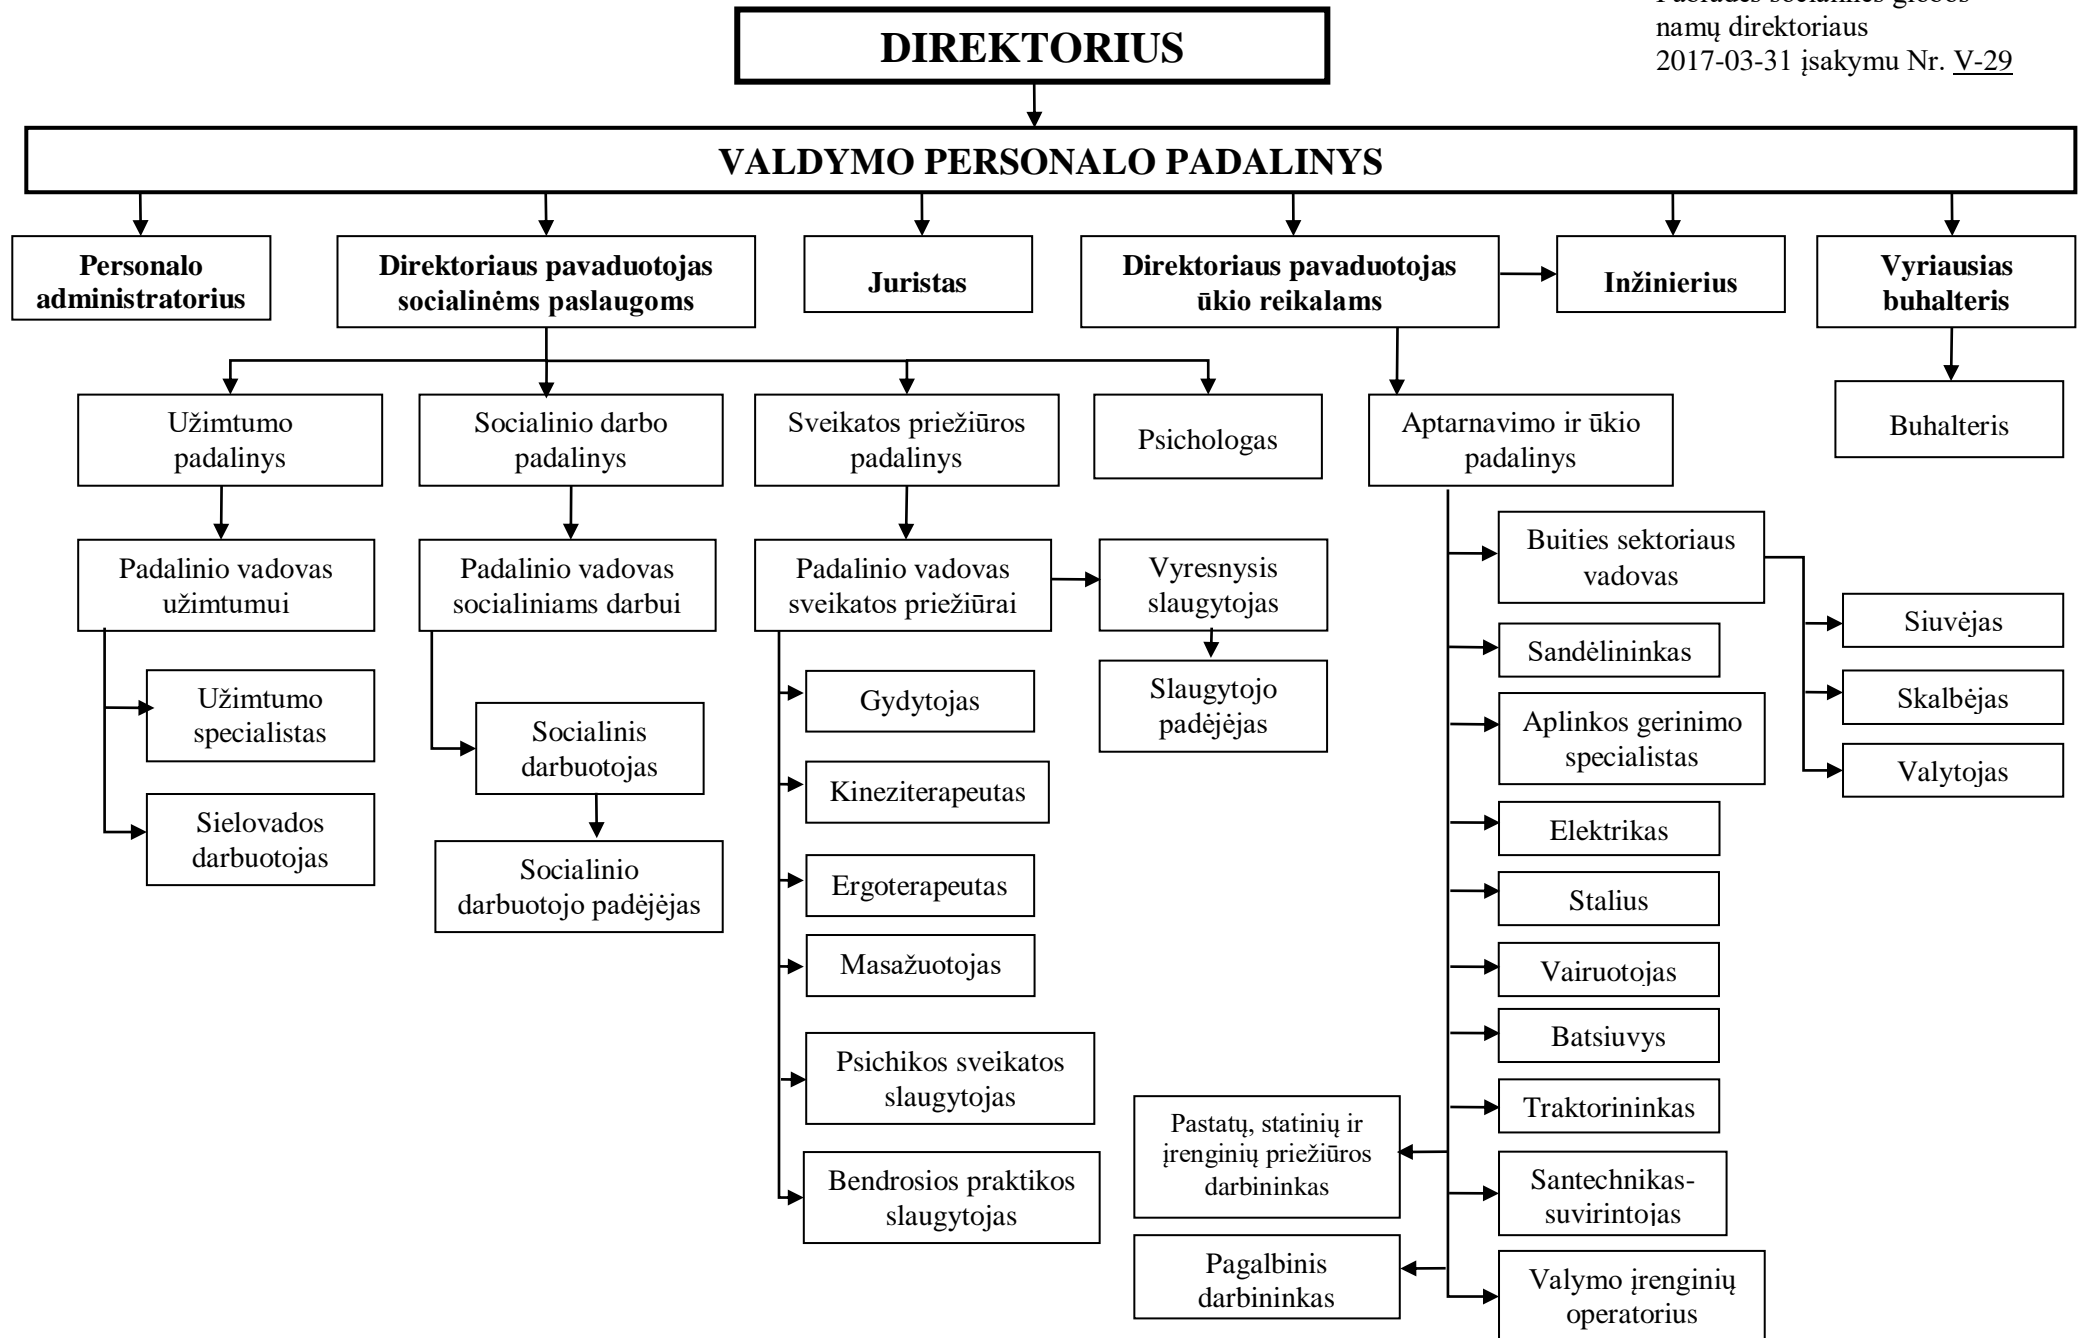 namų direktoriaus
2017-03-31 įsakymu Nr. V-29
DIREKTORIUS
VALDYMO PERSONALO PADALINYS
Personalo
administratorius
Direktoriaus pavaduotojas
socialinėms paslaugoms
Juristas
Direktoriaus pavaduotojas
ūkio reikalams
Inžinierius
Vyriausias
buhalteris
Užimtumo
padalinys
Socialinio darbo
padalinys
Sveikatos priežiūros
padalinys
Psichologas
Aptarnavimo ir ūkio
padalinys
Buhalteris
Padalinio vadovas
užimtumui
Padalinio vadovas
socialiniams darbui
Padalinio vadovas
sveikatos priežiūrai
Vyresnysis
slaugytojas
Buities sektoriaus
vadovas
Siuvėjas
Skalbėjas
Valytojas
Užimtumo
specialistas
Sielovados
darbuotojas
Socialinis
darbuotojas
Socialinio
darbuotojo padėjėjas
Gydytojas
Kineziterapeutas
Ergoterapeutas
Masažuotojas
Psichikos sveikatos
slaugytojas
Bendrosios praktikos
slaugytojas
Slaugytojo
padėjėjas
Sandėlininkas
Aplinkos gerinimo
specialistas
Elektrikas
Stalius
Vairuotojas
Batsiuvys
Traktorininkas
Santechnikas-
suvirintojas
Valymo įrenginių
operatorius
Pastatų, statinių ir
įrenginių priežiūros
darbininkas
Pagalbinis
darbininkas